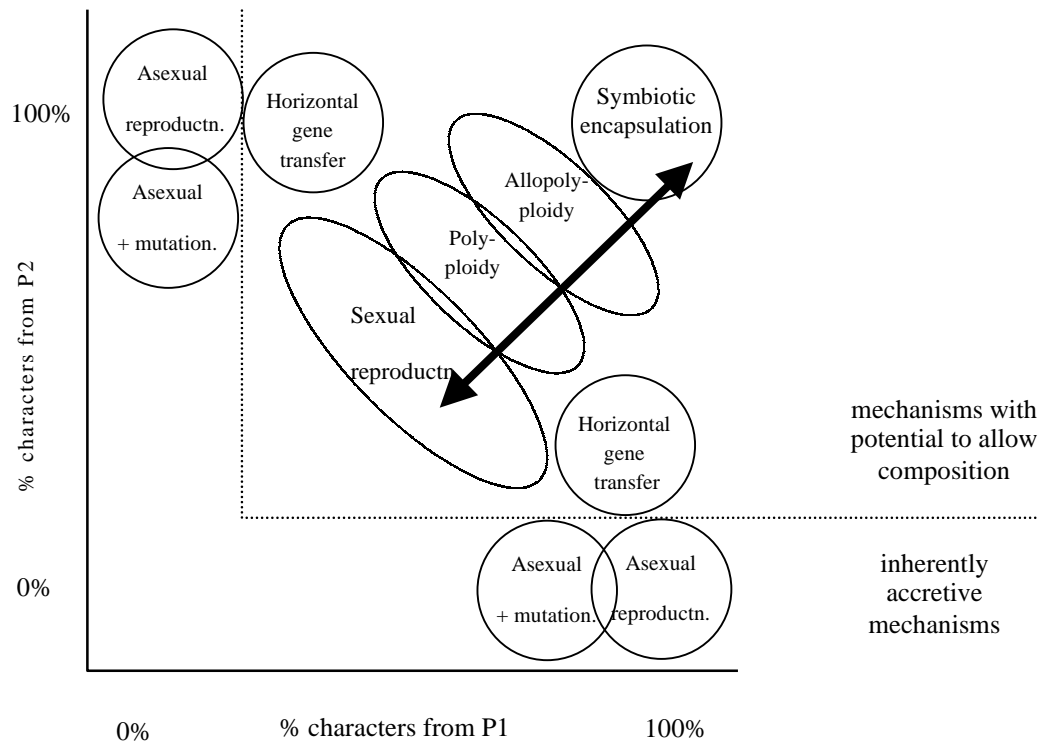 Asexual
reproductn.
100%
Horizontal
gene
transfer
Symbiotic
encapsulation
Asexual
+ mutation.
Allopoly-
ploidy
Poly-
ploidy
% characters from P2
Sexual
reproductn.
Horizontal
gene
transfer
mechanisms with
potential to allow
composition
0%
Asexual
+ mutation.
Asexual
reproductn.
inherently
accretive
mechanisms
0%
% characters from P1
100%